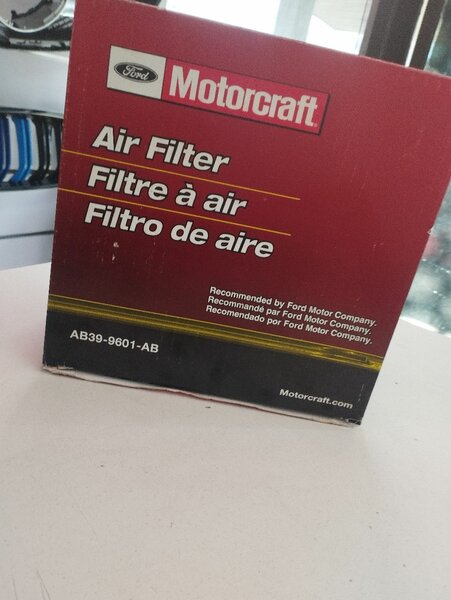 Ford
Motorcraft
Air Filter
Filtre à air
Filtro de aire
Recommended by Ford Motor Company.
Recommandé par Ford Motor Company.
Recomendado por Ford Motor Company.
AB39-9601-AB
Motorcraft.com